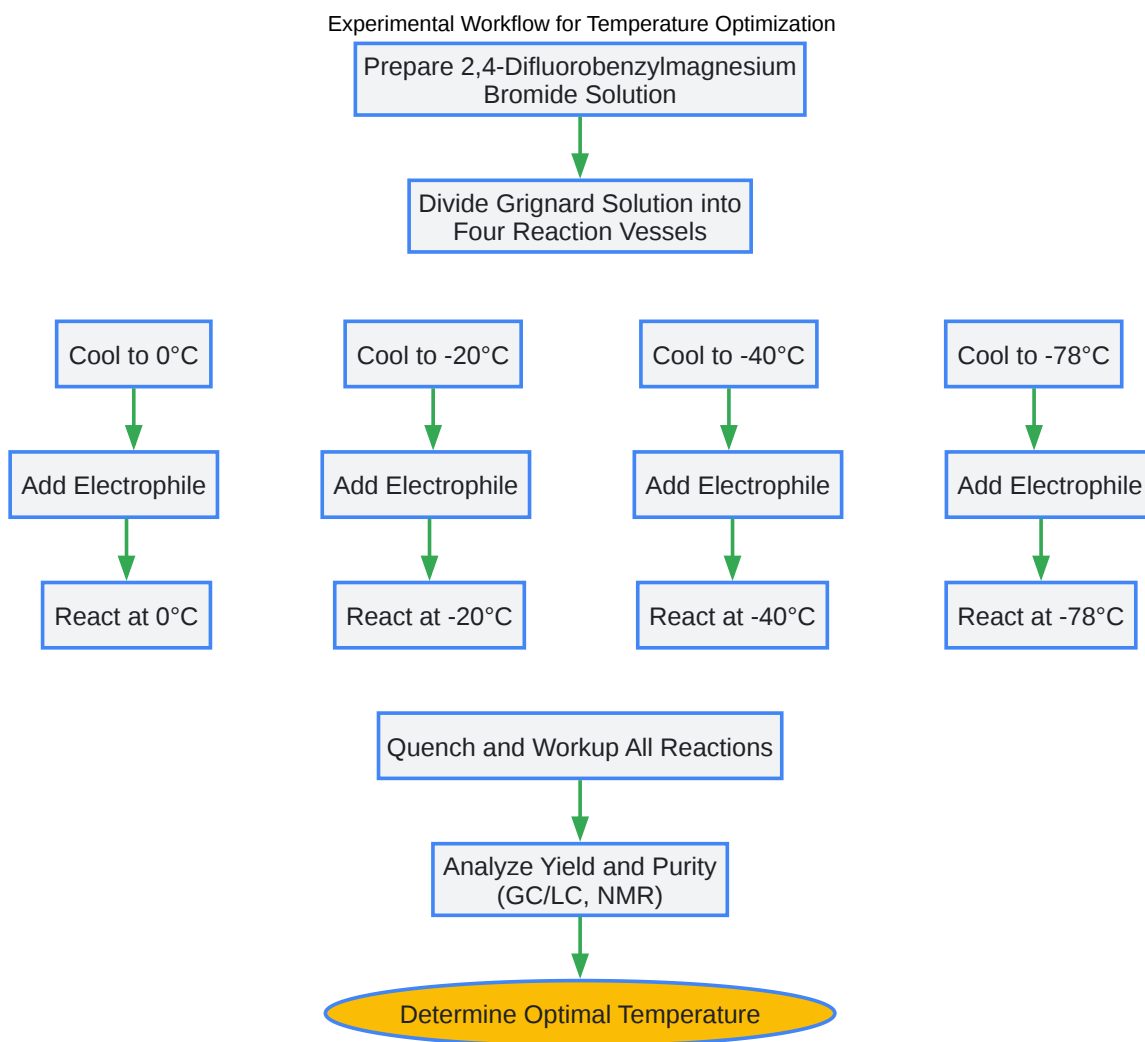 Experimental Workflow for Temperature Optimization
Prepare 2,4-Difluorobenzylmagnesium
Bromide Solution
Divide Grignard Solution into
Four Reaction Vessels
Cool to 0°C
Cool to -20°C
Cool to -40°C
Cool to -78°C
Add Electrophile
Add Electrophile
Add Electrophile
Add Electrophile
React at 0°C
React at -20°C
React at -40°C
React at -78°C
Quench and Workup All Reactions
Analyze Yield and Purity
(GC/LC, NMR)
Determine Optimal Temperature